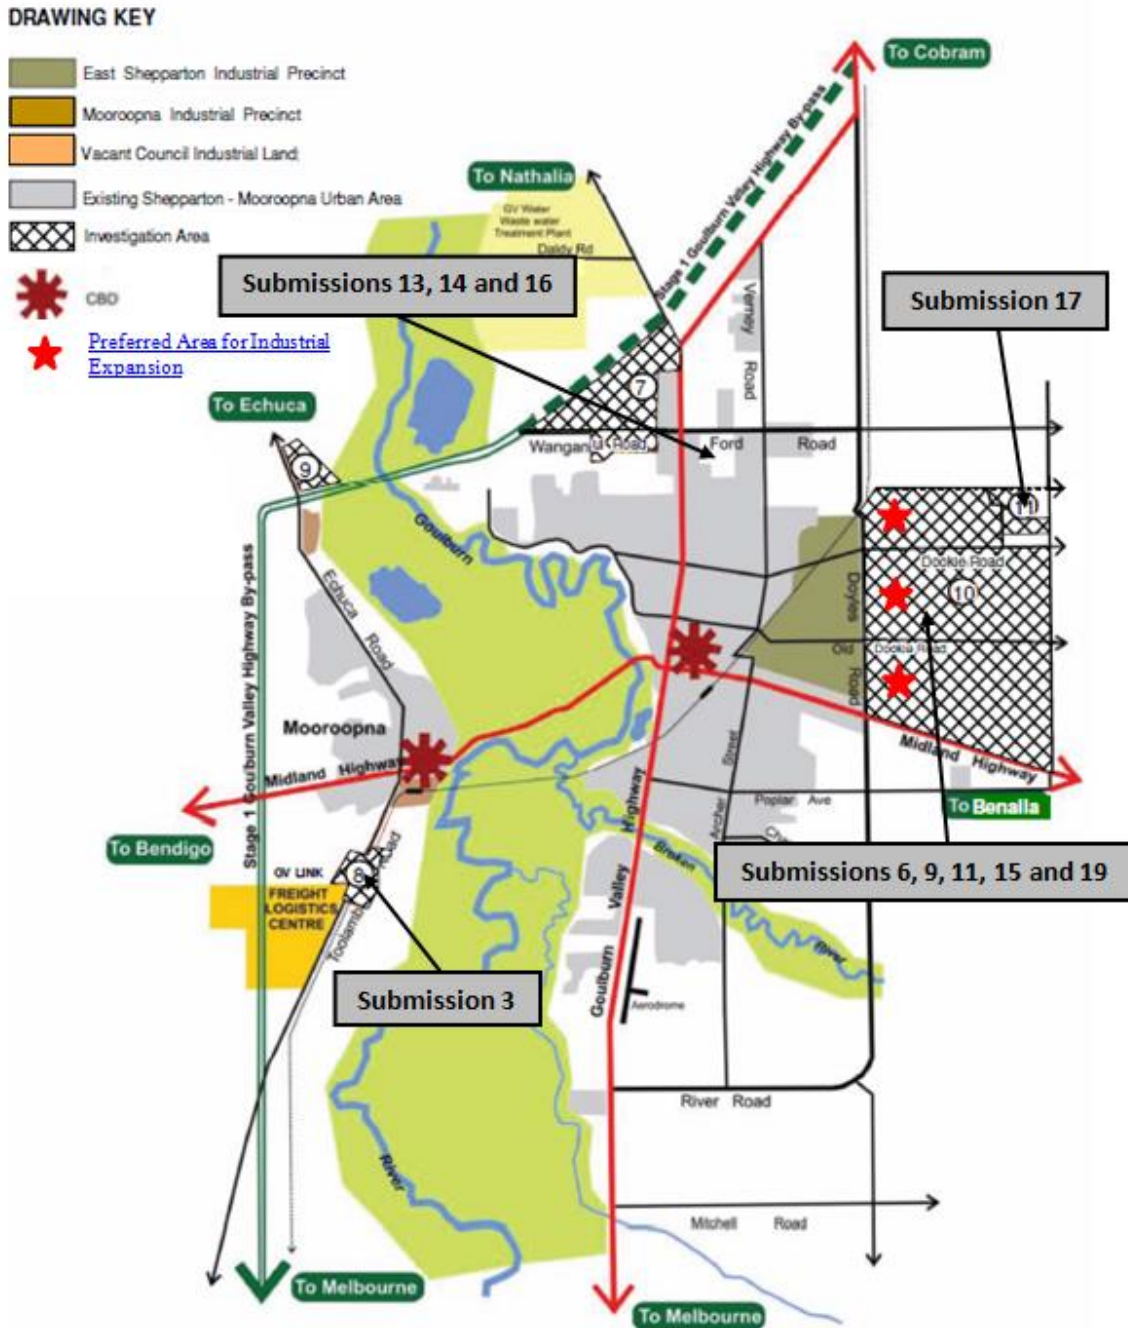 DRAWING KEY
East Shepparton Industrial Precinct
Mooroopna Industrial Precinct
Vacant Council Industrial Land
Existing Shepparton - Mooroopna Urban Area
Investigation Area
CBD
Preferred Area for Industrial
Expansion
To Cobram
To Nathalia
GV Water
Waste water
Treatment Plant
Daldy Rd
Stage 1 Goulburn Valley Highway By-pass
Submissions 13, 14 and 16
Submission 17
Verney Road
7
To Echuca
Wangan
ui Road
Ford Road
9
11
Goulburn
Echuca Road
Stage 1 Goulburn Valley Highway By-pass
Dookie Road
10
Doyles Road
Old Dookie Road
Mooroopna
Midland Highway
Midland Highway
Archer Street
Poplar Ave
To Benalla
To Bendigo
GV LINK
FREIGHT
LOGISTICS
CENTRE
8
Road
Goulburn Valley Highway
Broken River
Submissions 6, 9, 11, 15 and 19
Submission 3
Aerodrome
River Road
River
Mitchell Road
To Melbourne
To Melbourne